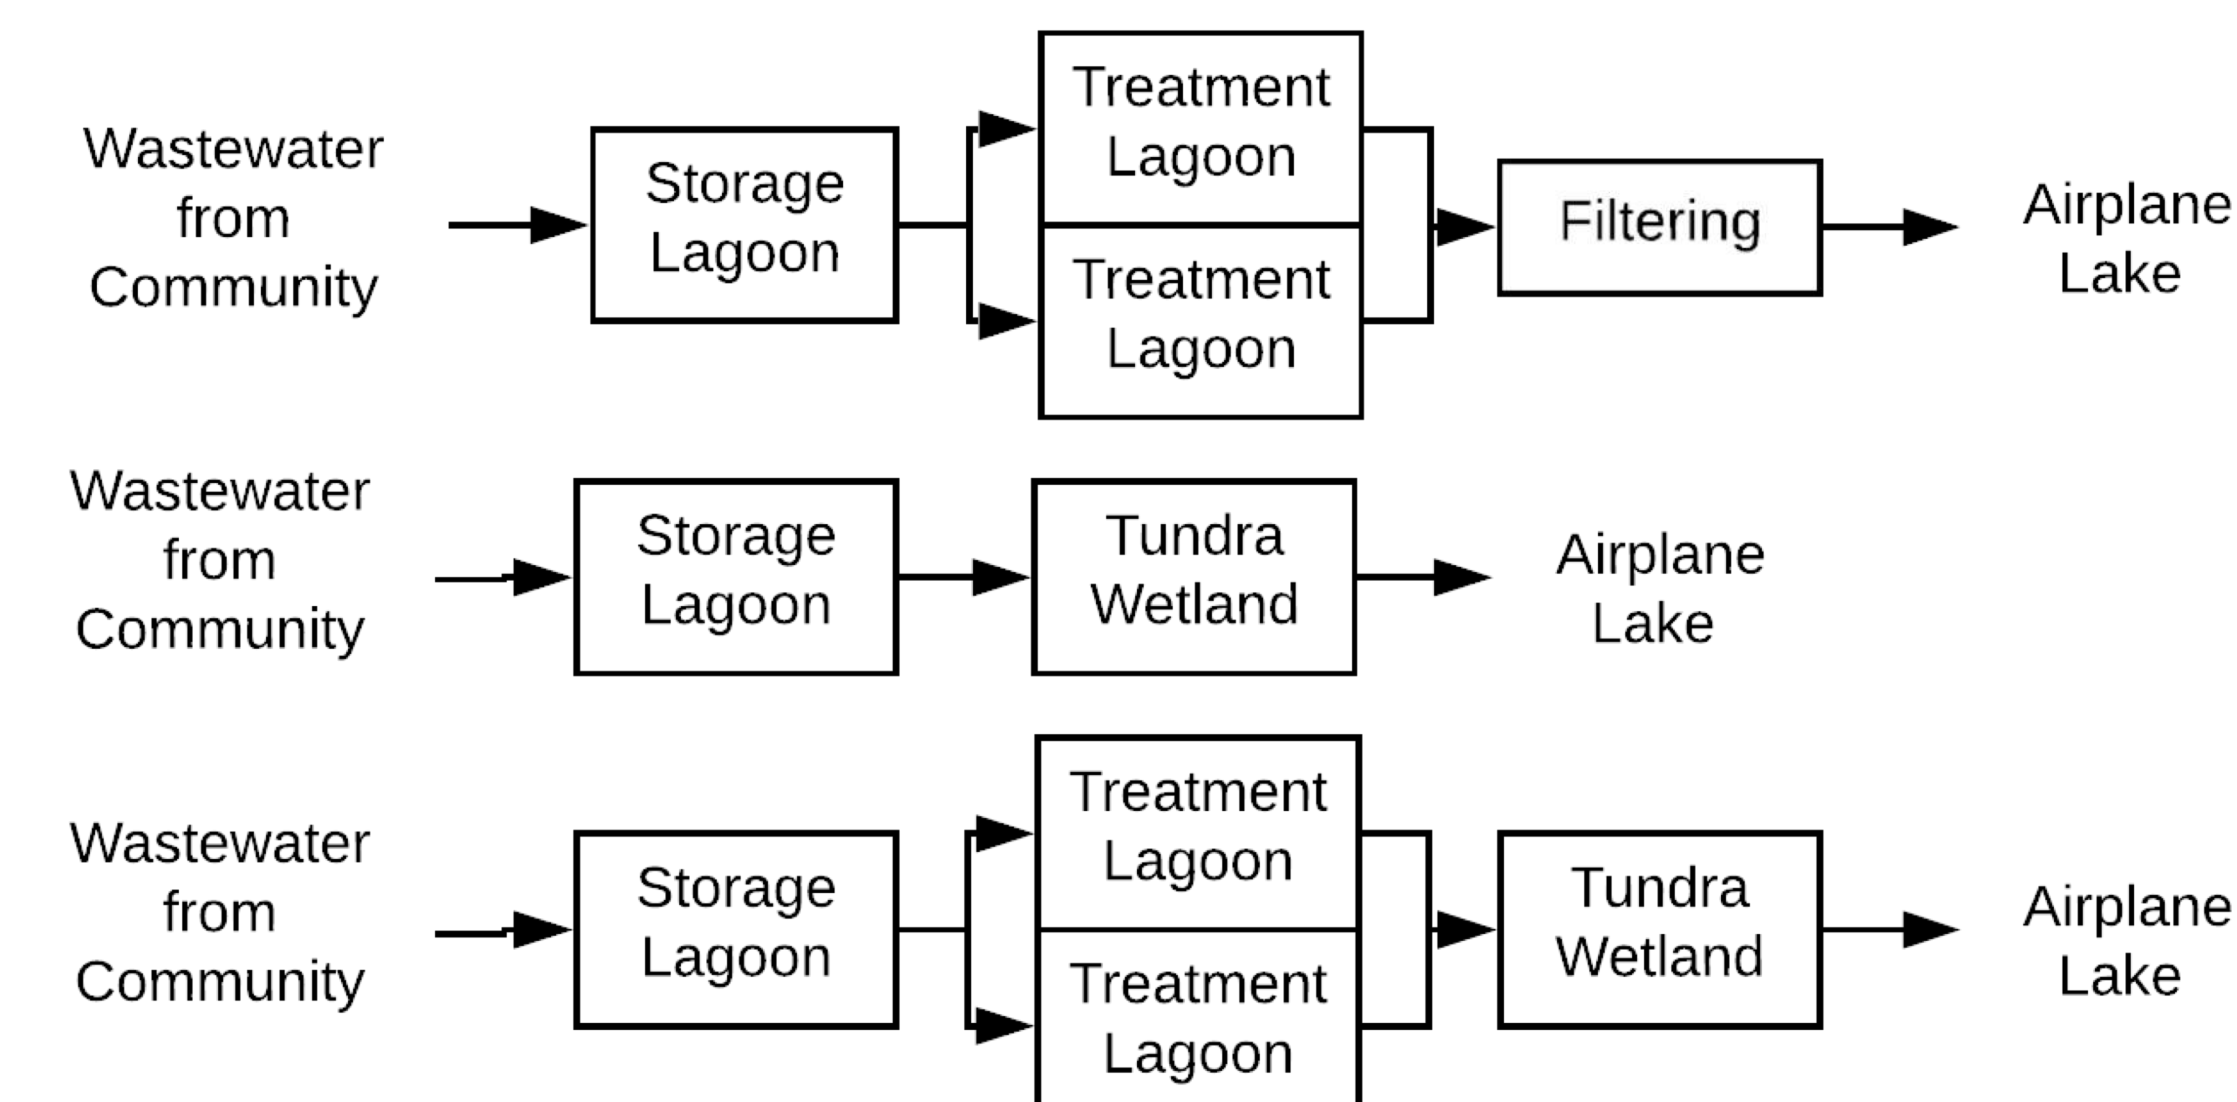 Wastewater
from
Community
Storage
Lagoon
Treatment
Lagoon
Treatment
Lagoon
Filtering
Airplane
Lake
Wastewater
from
Community
Storage
Lagoon
Tundra
Wetland
Airplane
Lake
Wastewater
from
Community
Storage
Lagoon
Treatment
Lagoon
Treatment
Lagoon
Tundra
Wetland
Airplane
Lake